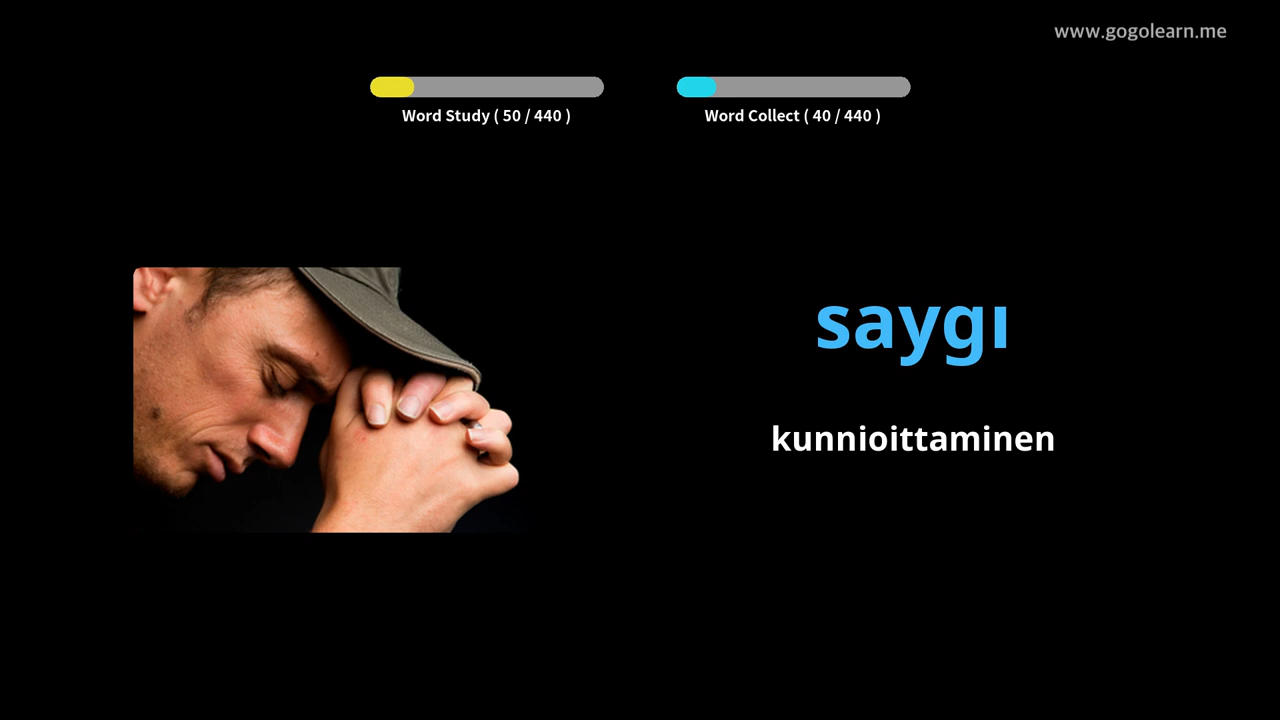 www.gogolearn.me
Word Study ( 50 / 440 )
Word Collect ( 40 / 440 )
saygı
kunnioittaminen